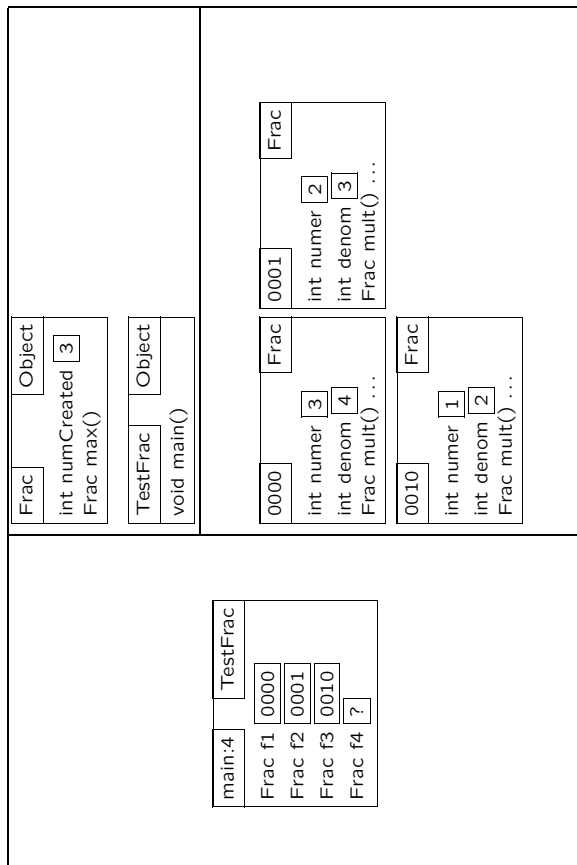 main:4 TestFrac
Frac f1 0000
Frac f2 0001
Frac f3 0010
Frac f4 ?
Frac Object
int numCreated 3
Frac max()
TestFrac Object
void main()
0000 Frac
int numer 3
int denom 4
Frac mult() ...
0001 Frac
int numer 2
int denom 3
Frac mult() ...
0010 Frac
int numer 1
int denom 2
Frac mult() ...